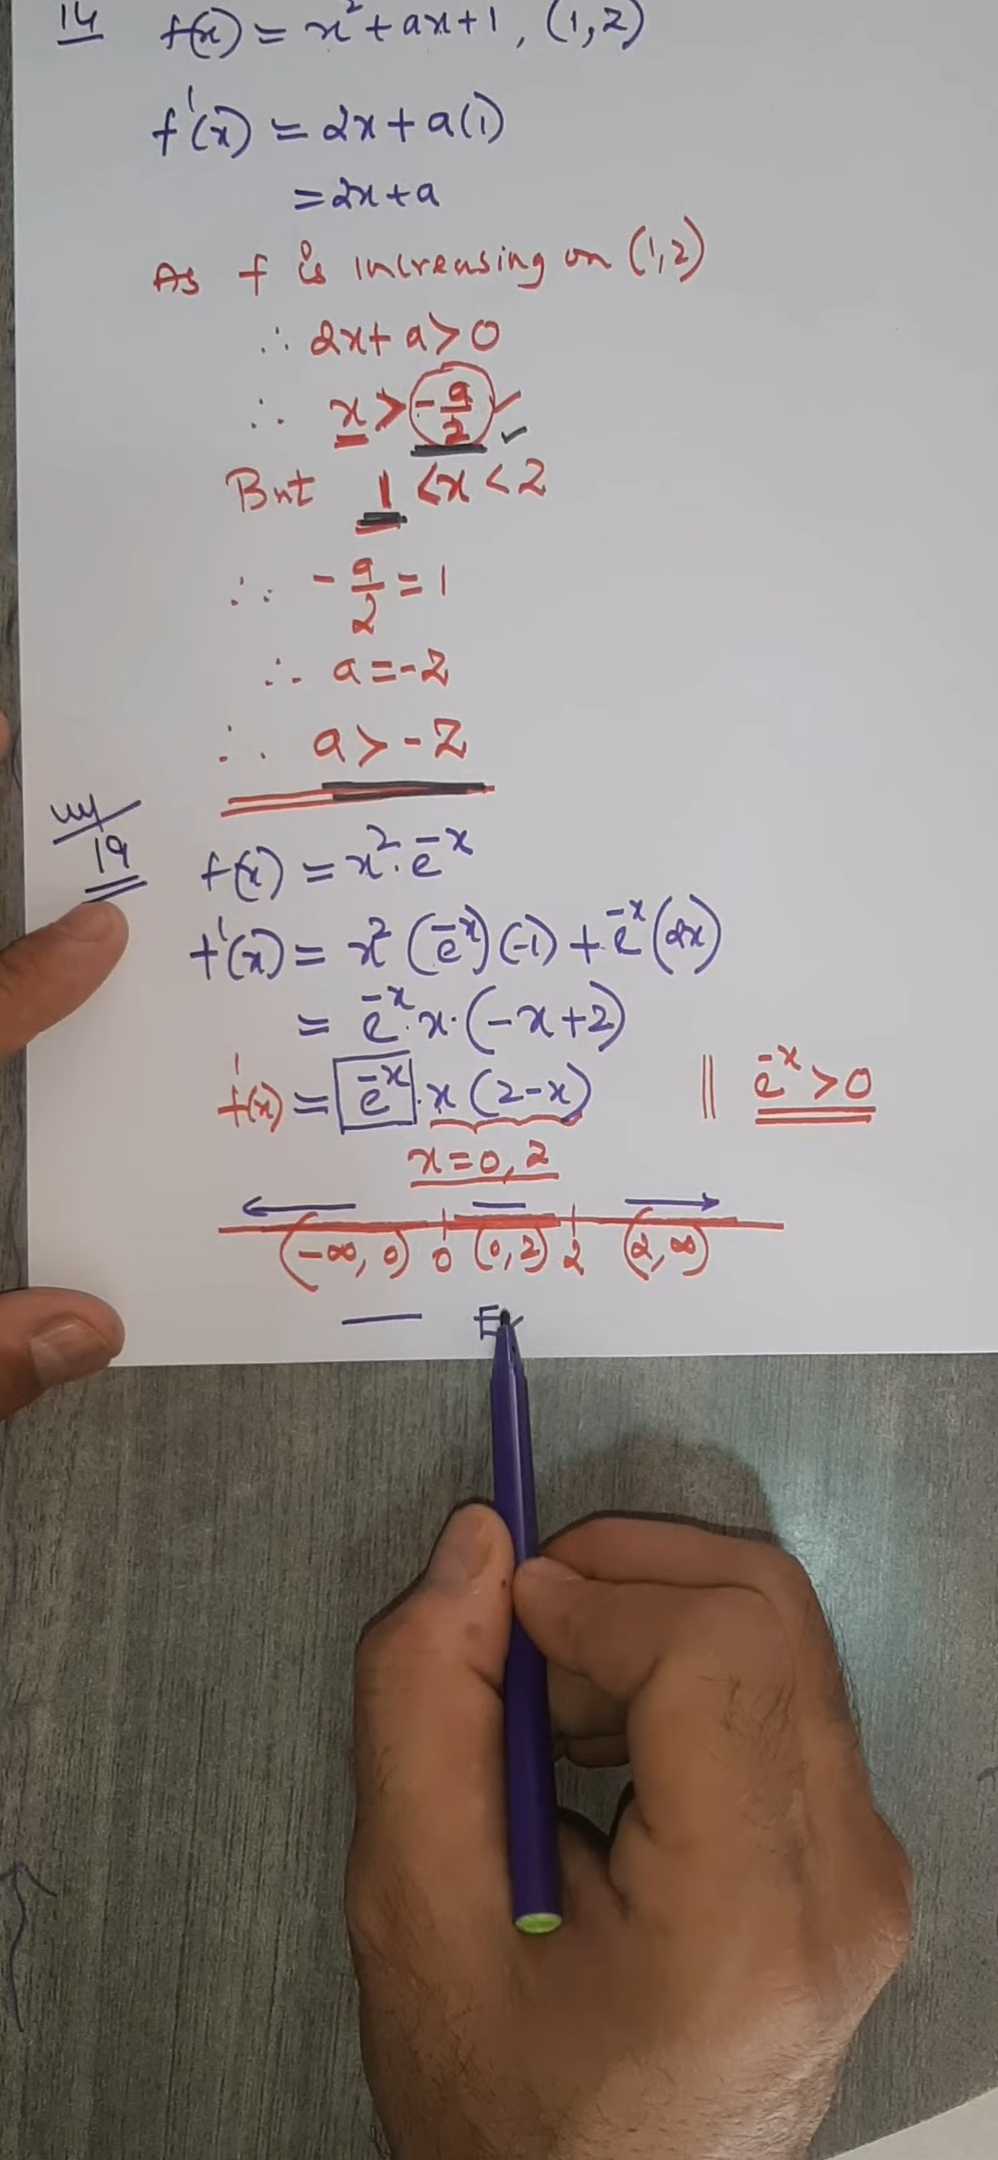 14 f(x) = x² + ax + 1, (1,2)
f'(x) = 2x + a(1)
= 2x + a
As f is increasing on (1,2)
∴ 2x + a > 0
∴ x > -a/2 ✓ ✓
But 1 < x < 2
∴ -a/2 = 1
∴ a = -2
∴ a > -2
19 f(x) = x². e⁻ˣ
f'(x) = x² (e⁻ˣ)(-1) + e⁻ˣ (2x)
= e⁻ˣ. x. (-x+2)
f'(x) = e⁻ˣ. x (2-x) || e⁻ˣ > 0
x = 0, 2
(-∞, 0) 0 (0,2) 2 (2, ∞)